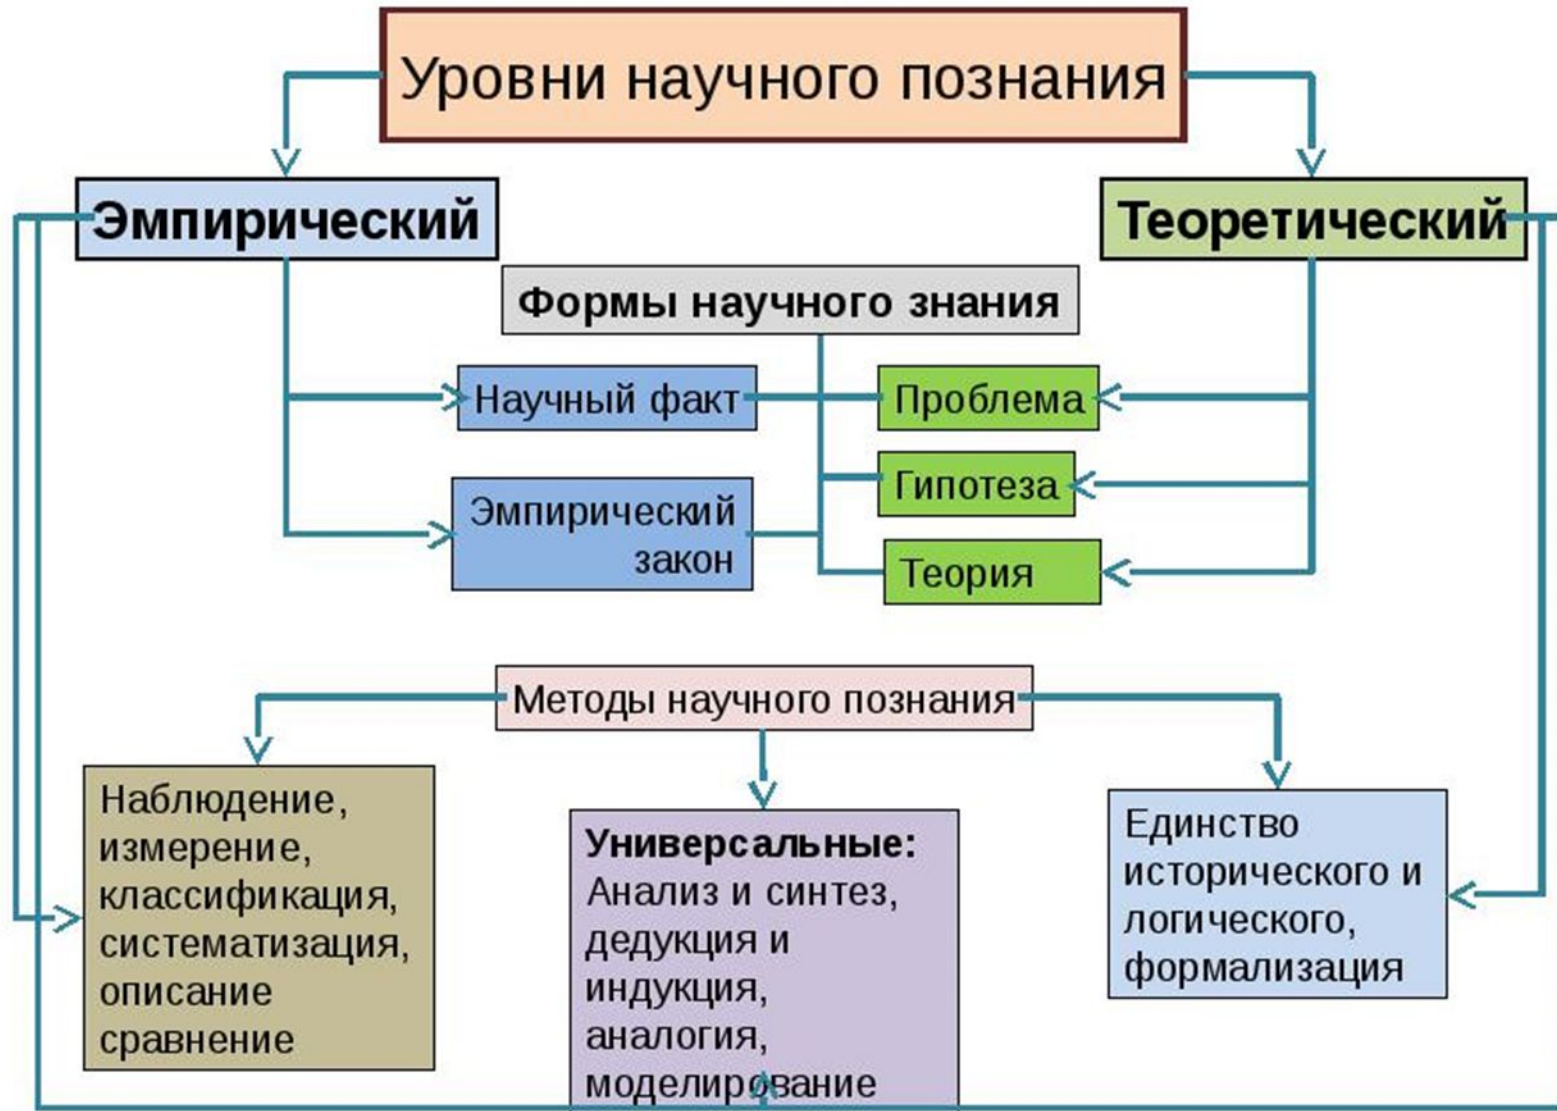 Уровни научного познания
Эмпирический
Теоретический
Формы научного знания
Научный факт
Проблема
Гипотеза
Эмпирический
закон
Теория
Методы научного познания
Наблюдение,
измерение,
классификация,
систематизация,
описание
сравнение
Универсальные:
Анализ и синтез,
дедукция и
индукция,
аналогия,
моделирование
Единство
исторического и
логического,
формализация